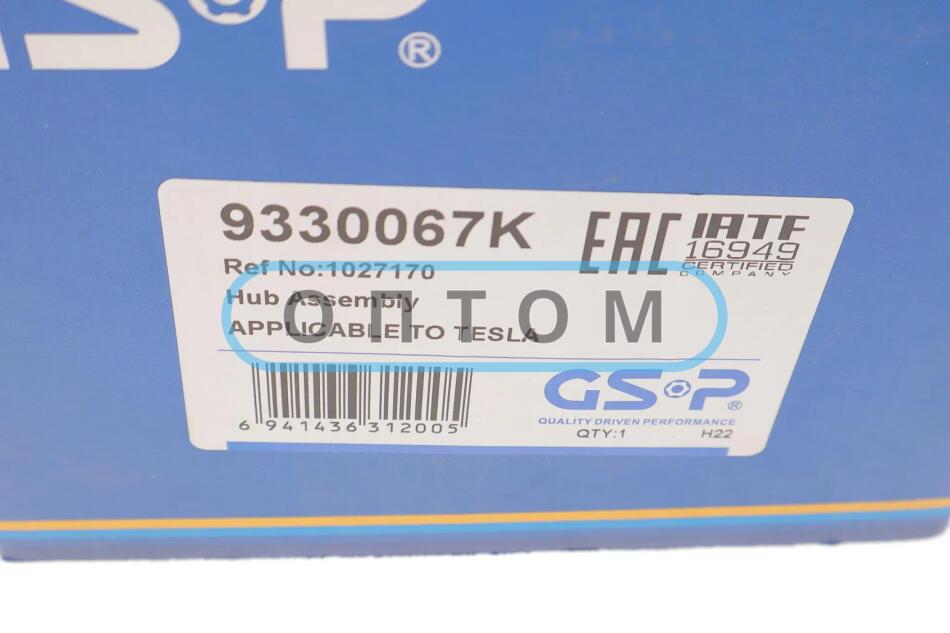 GSP®
9330067K
EAC IATF
16949
CERTIFIED
COMPANY
Ref No:1027170
Hub Assembly
APPLICABLE TO TESLA
ОПТОМ
6 941436 312005
GSP®
QUALITY DRIVEN PERFORMANCE
QTY:1 H22